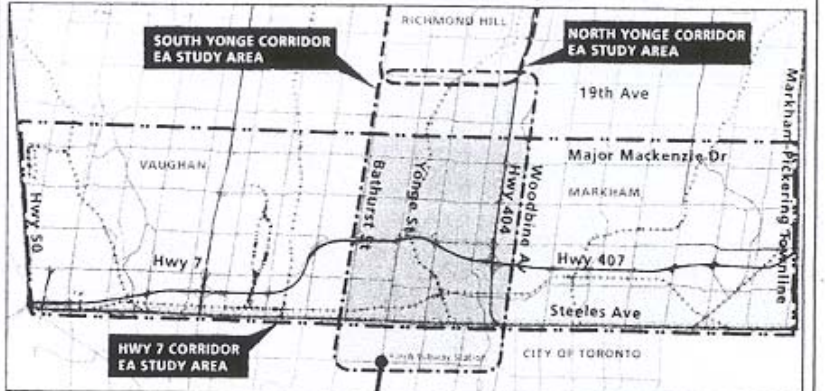 RICHMOND HILL
SOUTH YONGE CORRIDOR
EA STUDY AREA
NORTH YONGE CORRIDOR
EA STUDY AREA
19th Ave
Markham-Pickering Townline
VAUGHAN
Major Mackenzie Dr
MARKHAM
Hwy 50
Bathurst St
Yonge St
Hwy 404
Woodbine Av
Hwy 7
Hwy 407
Steeles Ave
HWY 7 CORRIDOR
EA STUDY AREA
Subway Station
CITY OF TORONTO